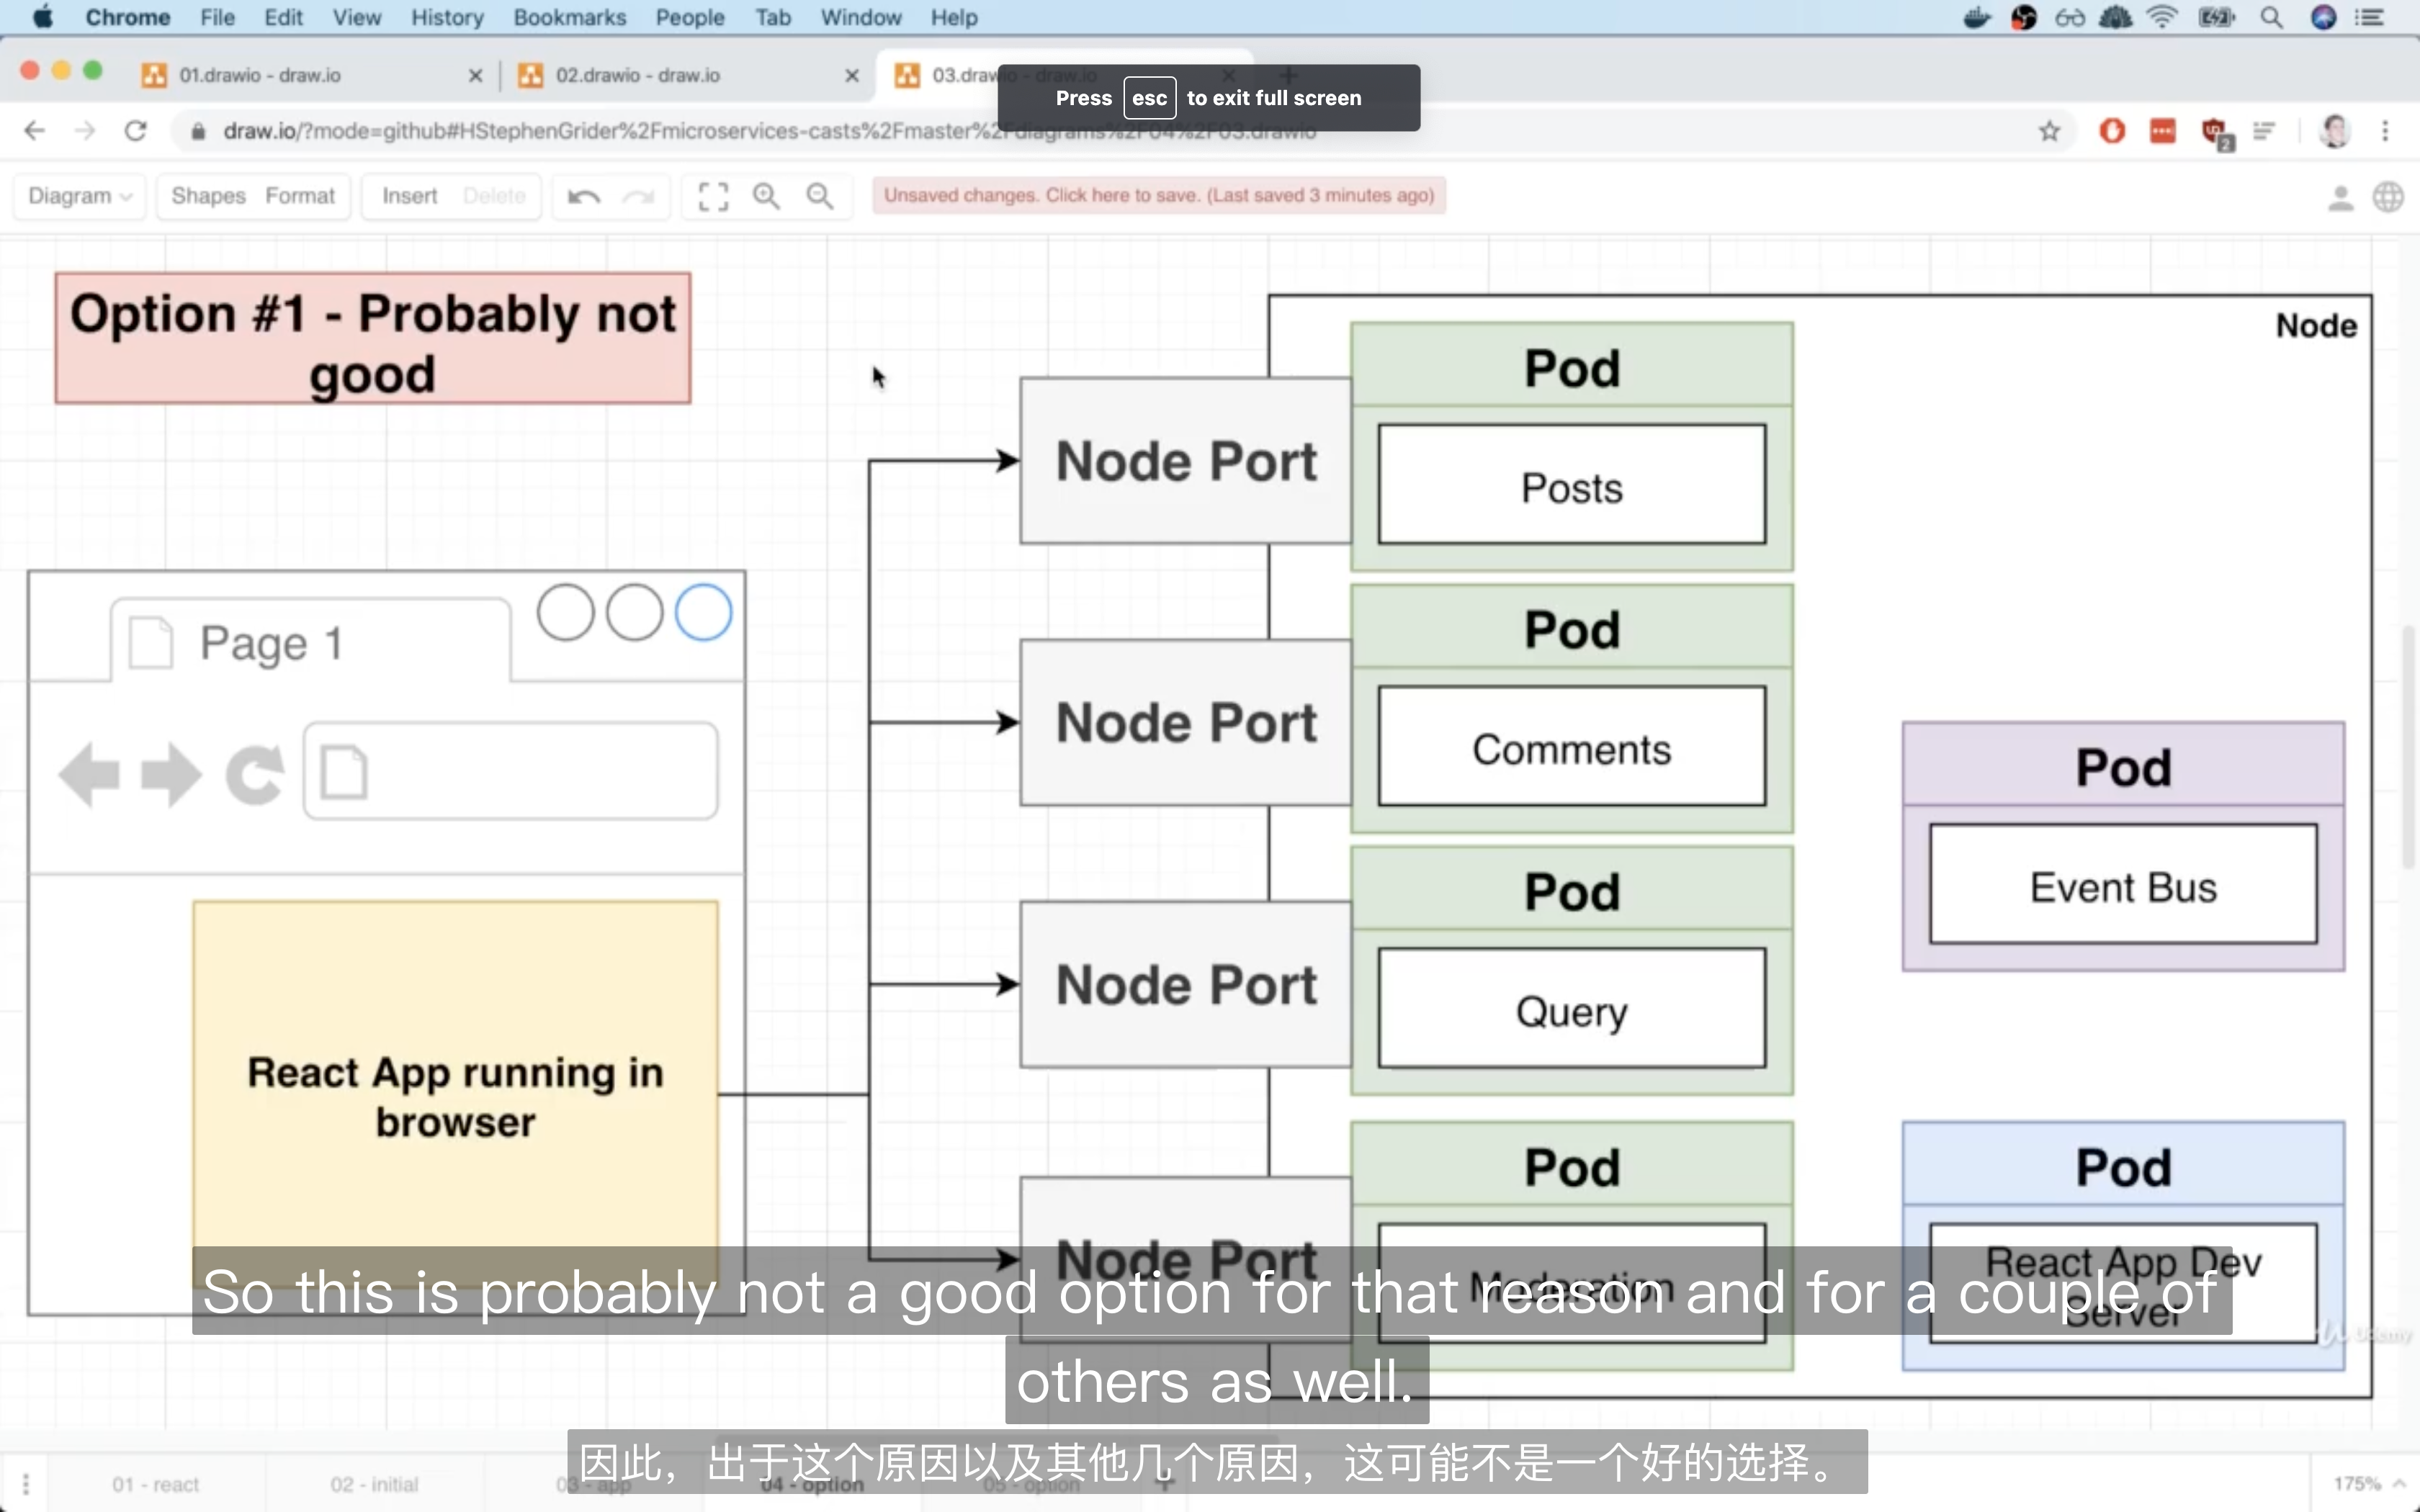 Chrome File Edit View History Bookmarks People Tab Window Help
01.drawio - draw.io
02.drawio - draw.io
03.drawio - draw.io
Press esc to exit full screen
draw.io/?mode=github#HStephenGrider%2Fmicroservices-casts%2Fmaster%2Fdiagrams%2F04%2F03.drawio
2
Diagram Shapes Format Insert Delete
Unsaved changes. Click here to save. (Last saved 3 minutes ago)
Option #1 - Probably not
good
Node
Pod
Node Port
Posts
Page 1
Pod
Node Port
Comments
Pod
Event Bus
Pod
Node Port
Query
React App running in
browser
Pod
Node Port
Moderation
Pod
React App Dev
Server
So this is probably not a good option for that reason and for a couple of
others as well.
Udemy
因此，出于这个原因以及其他几个原因，这可能不是一个好的选择。
01 - react
02 - initial
03 - app
04 - option
05 - option
175%